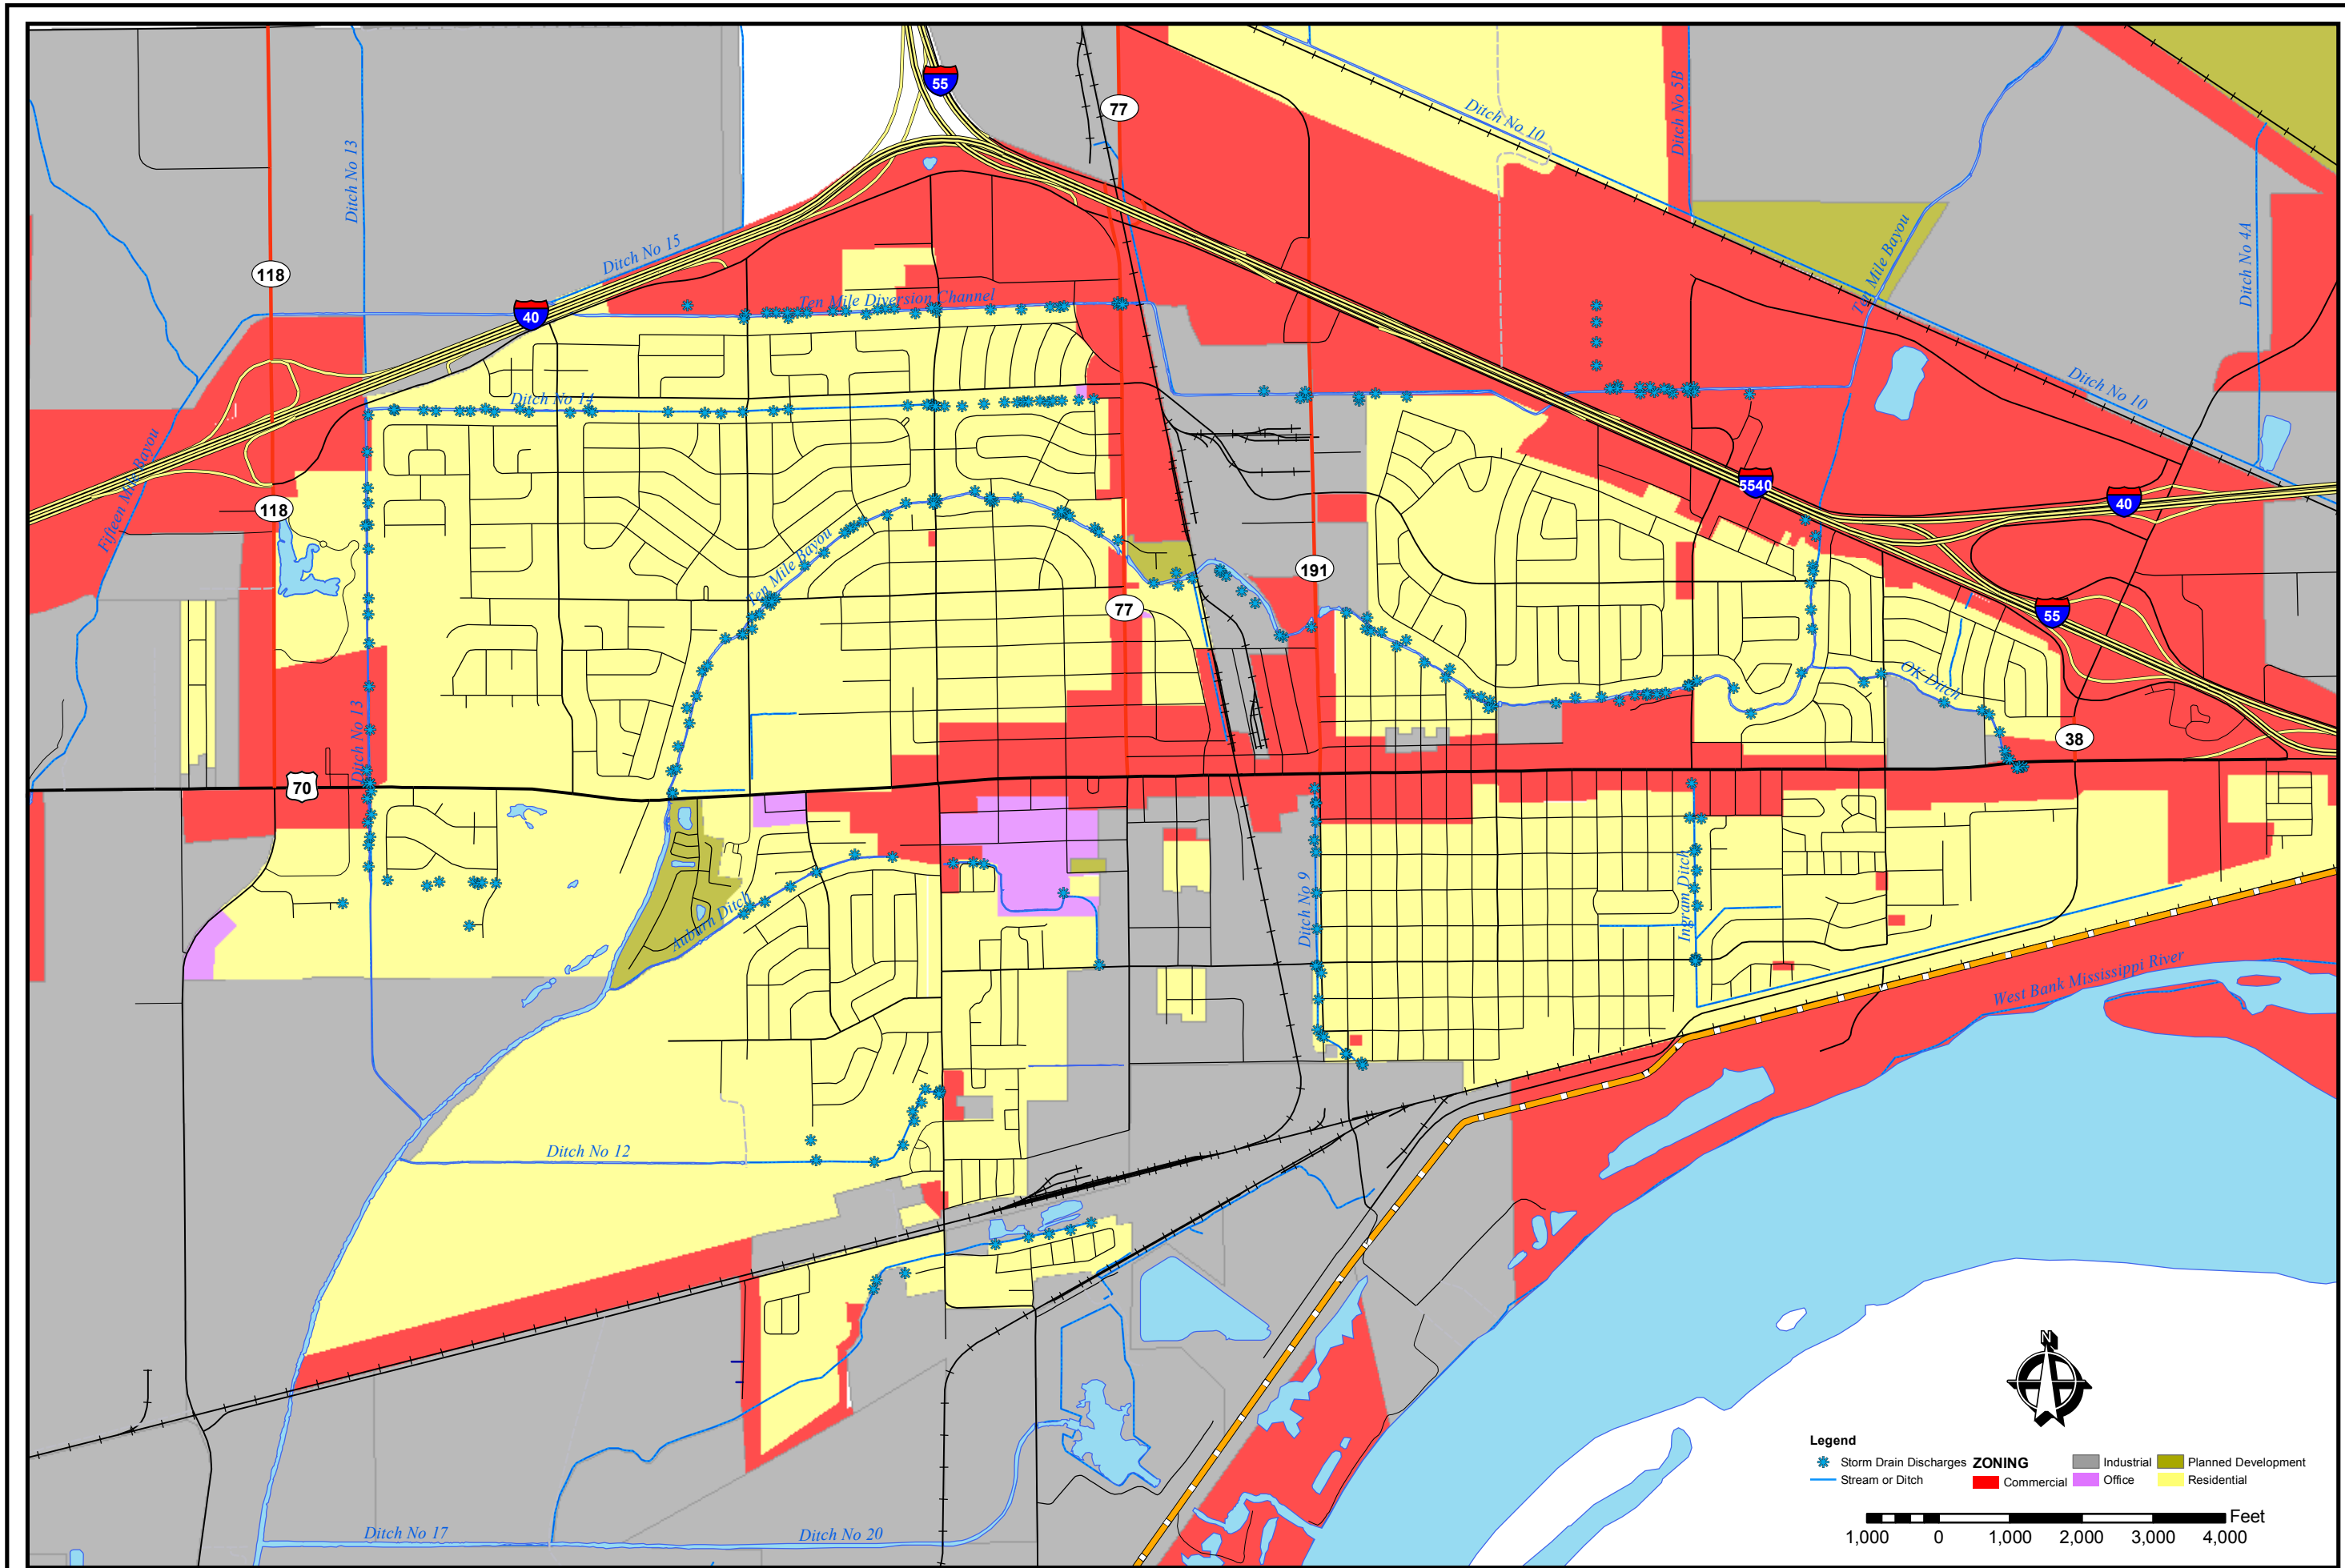 55
77
Ditch No 10
Ditch No 5B
Ditch No 13
118
Ditch No 15
40
Ten Mile Diversion Channel
Ten Mile Bayou
Ditch No 4A
Ditch No 10
Ditch No 14
Fifteen Mile Bayou
118
5540
40
Ten Mile Bayou
191
77
55
OK Ditch
38
Ditch No 13
70
Auburn Ditch
Ditch No 9
Ingram Ditch
West Bank Mississippi River
Ditch No 12
Ditch No 17
Ditch No 20
N
Legend
Storm Drain Discharges
Stream or Ditch
ZONING
Commercial
Industrial
Office
Planned Development
Residential
Feet
1,000 0 1,000 2,000 3,000 4,000